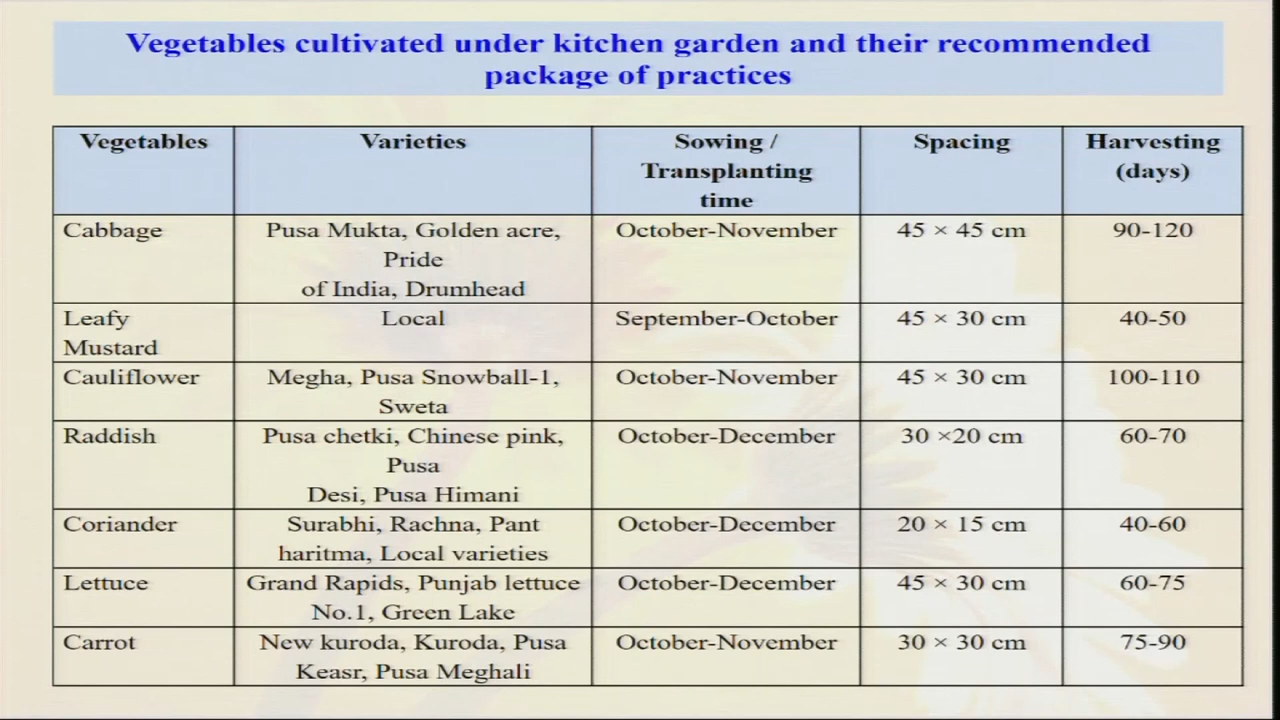 Vegetables cultivated under kitchen garden and their recommended
package of practices
Vegetables Varieties Sowing / Transplanting time Spacing Harvesting (days)
Cabbage Pusa Mukta, Golden acre, Pride of India, Drumhead October-November 45 × 45 cm 90-120
Leafy Mustard Local September-October 45 × 30 cm 40-50
Cauliflower Megha, Pusa Snowball-1, Sweta October-November 45 × 30 cm 100-110
Raddish Pusa chetki, Chinese pink, Pusa Desi, Pusa Himani October-December 30 ×20 cm 60-70
Coriander Surabhi, Rachna, Pant haritma, Local varieties October-December 20 × 15 cm 40-60
Lettuce Grand Rapids, Punjab lettuce No.1, Green Lake October-December 45 × 30 cm 60-75
Carrot New kuroda, Kuroda, Pusa Keasr, Pusa Meghali October-November 30 × 30 cm 75-90